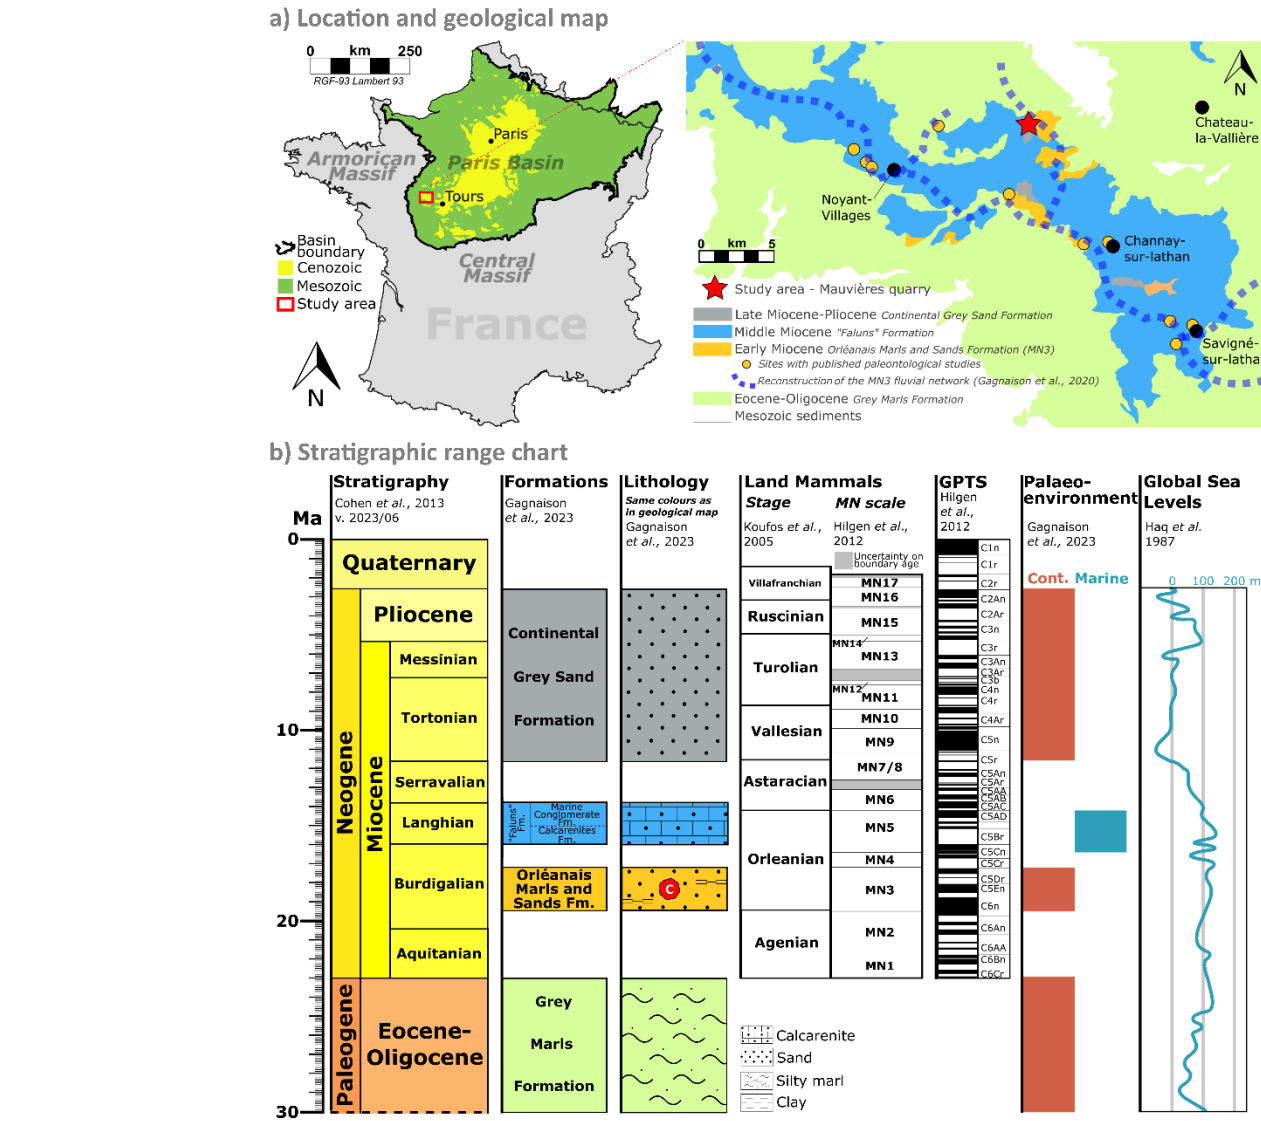 a) Location and geological map
0 km 250
RGF-93 Lambert 93
Armorican
Massif
Paris
Paris Basin
Tours
Basin
boundary
Cenozoic
Mesozoic
Study area
Central
Massif
France
N
N
Chateau-
la-Vallière
Noyant-
Villages
Channay-
sur-lathan
Savigné-
sur-latha
0 km 5
Study area - Mauvières quarry
Late Miocene-Pliocene Continental Grey Sand Formation
Middle Miocene "Faluns" Formation
Early Miocene Orléanais Marls and Sands Formation (MN3)
Sites with published paleontological studies
Reconstruction of the MN3 fluvial network (Gagnaison et al., 2020)
Eocene-Oligocene Grey Marls Formation
Mesozoic sediments
b) Stratigraphic range chart
Ma
0
10
20
30
Stratigraphy
Cohen et al., 2013
v. 2023/06
Quaternary
Neogene
Pliocene
Miocene
Messinian
Tortonian
Serravalian
Langhian
Burdigalian
Aquitanian
Paleogene
Eocene-
Oligocene
Formations
Gagnaison
et al., 2023
Continental
Grey Sand
Formation
"Faluns"
Fm.
Marine
Conglomerate
Fm.
Calcarenites
Fm.
Orléanais
Marls and
Sands Fm.
Grey
Marls
Formation
Lithology
Same colours as
in geological map
Gagnaison
et al., 2023
C
Land Mammals
Stage
Koufos et al.,
2005
Villafranchian
Ruscinian
Turolian
Vallesian
Astaracian
Orleanian
Agenian
MN scale
Hilgen et al.,
2012
Uncertainty on
boundary age
MN17
MN16
MN15
MN14
MN13
MN12
MN11
MN10
MN9
MN7/8
MN6
MN5
MN4
MN3
MN2
MN1
Calcarenite
Sand
Silty marl
Clay
GPTS
Hilgen
et al.,
2012
C1n
C1r
C2r
C2An
C2Ar
C3n
C3r
C3An
C3Ar
C3b
C4n
C4r
C4Ar
C5n
C5r
C5An
C5Ar
C5AA
C5AB
C5AC
C5AD
C5Br
C5Cn
C5Cr
C5Dr
C5En
C6n
C6An
C6AA
C6Bn
C6Cr
Palaeo-
environment
Gagnaison
et al., 2023
Cont. Marine
Global Sea
Levels
Haq et al.
1987
0 100 200 m